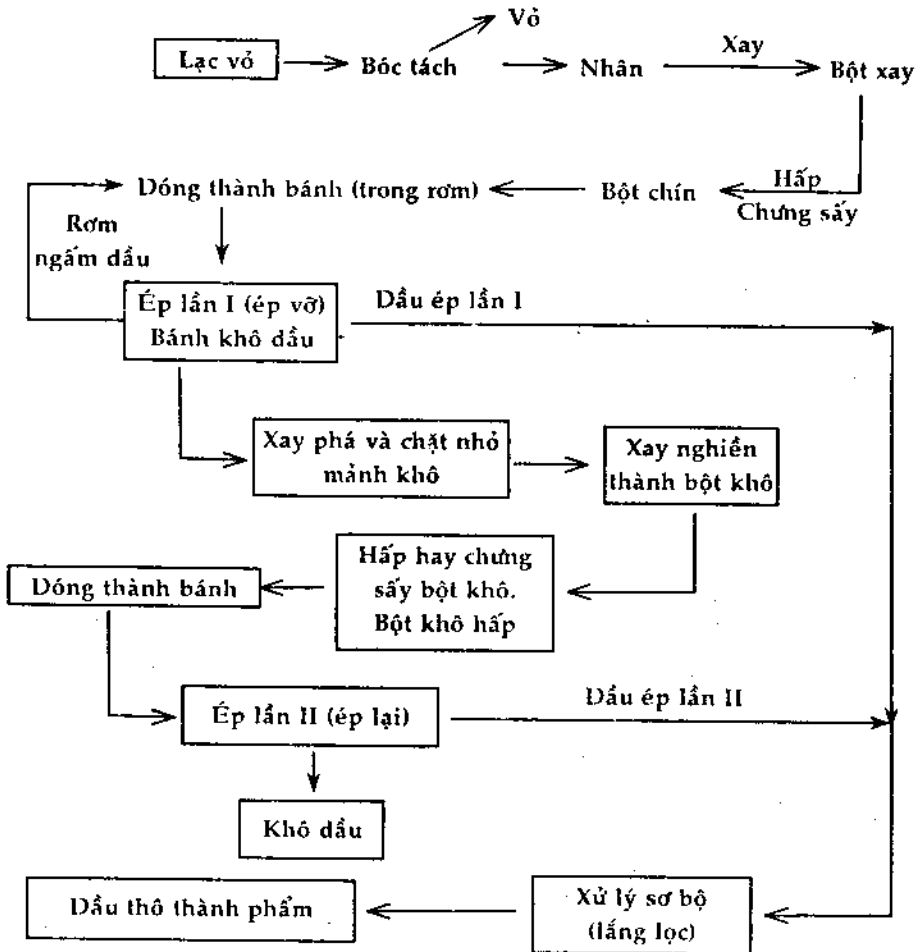 Vỏ
Lạc vỏ
Bóc tách
Nhân
Xay
Bột xay
Đóng thành bánh (trong rơm)
Bột chín
Hấp
Chưng sấy
Rơm
ngấm dầu
Ép lần I (ép vỡ)
Bánh khô dầu
Dầu ép lần I
Xay phá và chặt nhỏ
mảnh khô
Xay nghiền
thành bột khô
Hấp hay chưng
sấy bột khô.
Bột khô hấp
Đóng thành bánh
Ép lần II (ép lại)
Dầu ép lần II
Khô dầu
Dầu thô thành phẩm
Xử lý sơ bộ
(lắng lọc)